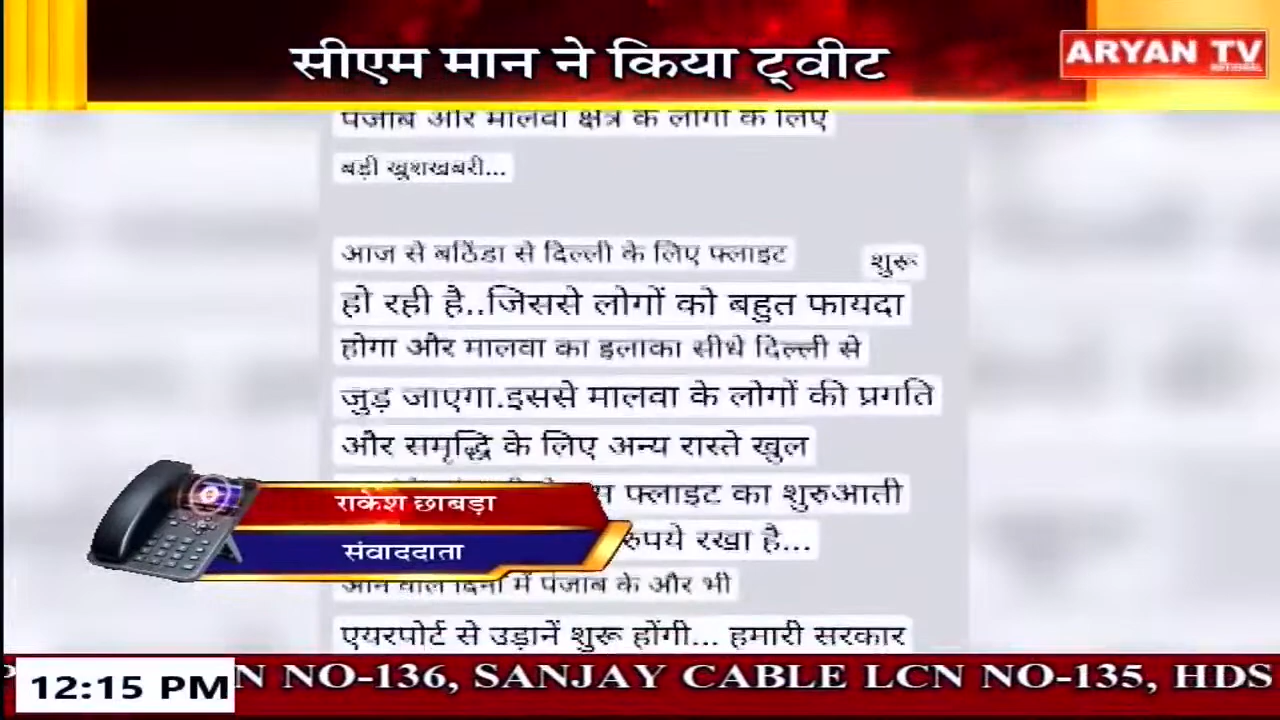 सीएम मान ने किया ट्वीट
ARYAN TV
पंजाब और मालवा क्षेत्र के लोगों के लिए
बड़ी खुशखबरी...
आज से बठिंडा से दिल्ली के लिए फ्लाइट शुरू
हो रही है..जिससे लोगों को बहुत फायदा
होगा और मालवा का इलाका सीधे दिल्ली से
जुड़ जाएगा.इससे मालवा के लोगों की प्रगति
और समृद्धि के लिए अन्य रास्ते खुल
फ्लाइट का शुरुआती
रुपये रखा है...
आने वाले दिनों में पंजाब के और भी
एयरपोर्ट से उड़ानें शुरू होंगी... हमारी सरकार
राकेश छाबड़ा
संवाददाता
12:15 PM
N NO-136, SANJAY CABLE LCN NO-135, HDS